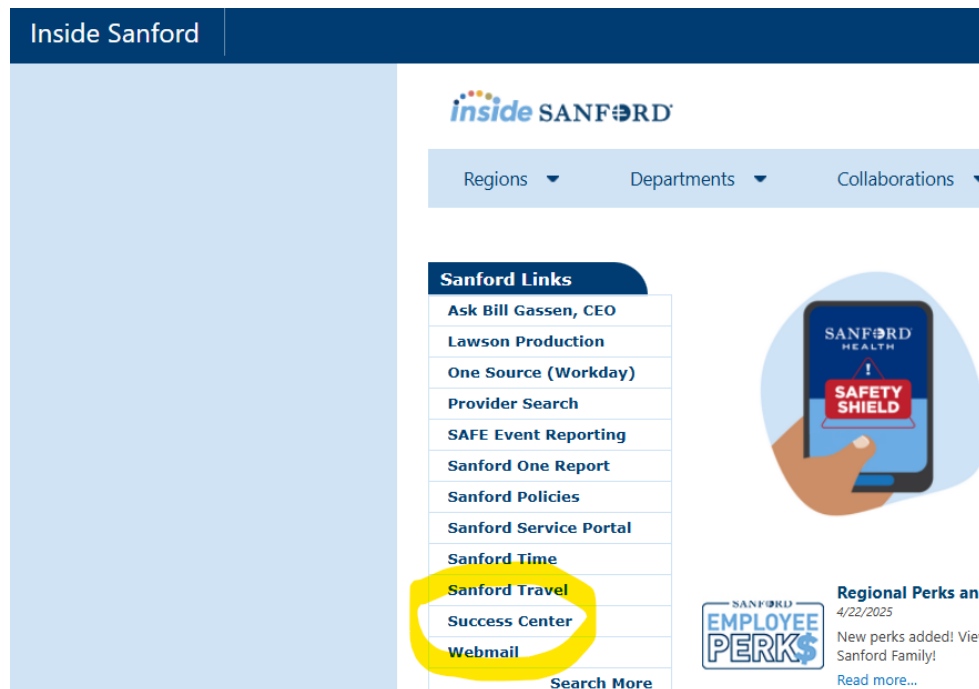 Inside Sanford
inside SANFORD
Regions Departments Collaborations
Sanford Links
Ask Bill Gassen, CEO
Lawson Production
One Source (Workday)
Provider Search
SAFE Event Reporting
Sanford One Report
Sanford Policies
Sanford Service Portal
Sanford Time
Sanford Travel
Success Center
Webmail
Search More
SANFORD
HEALTH
!
SAFETY
SHIELD
SANFORD
EMPLOYEE
PERK$
Regional Perks an
4/22/2025
New perks added! Vie
Sanford Family!
Read more...